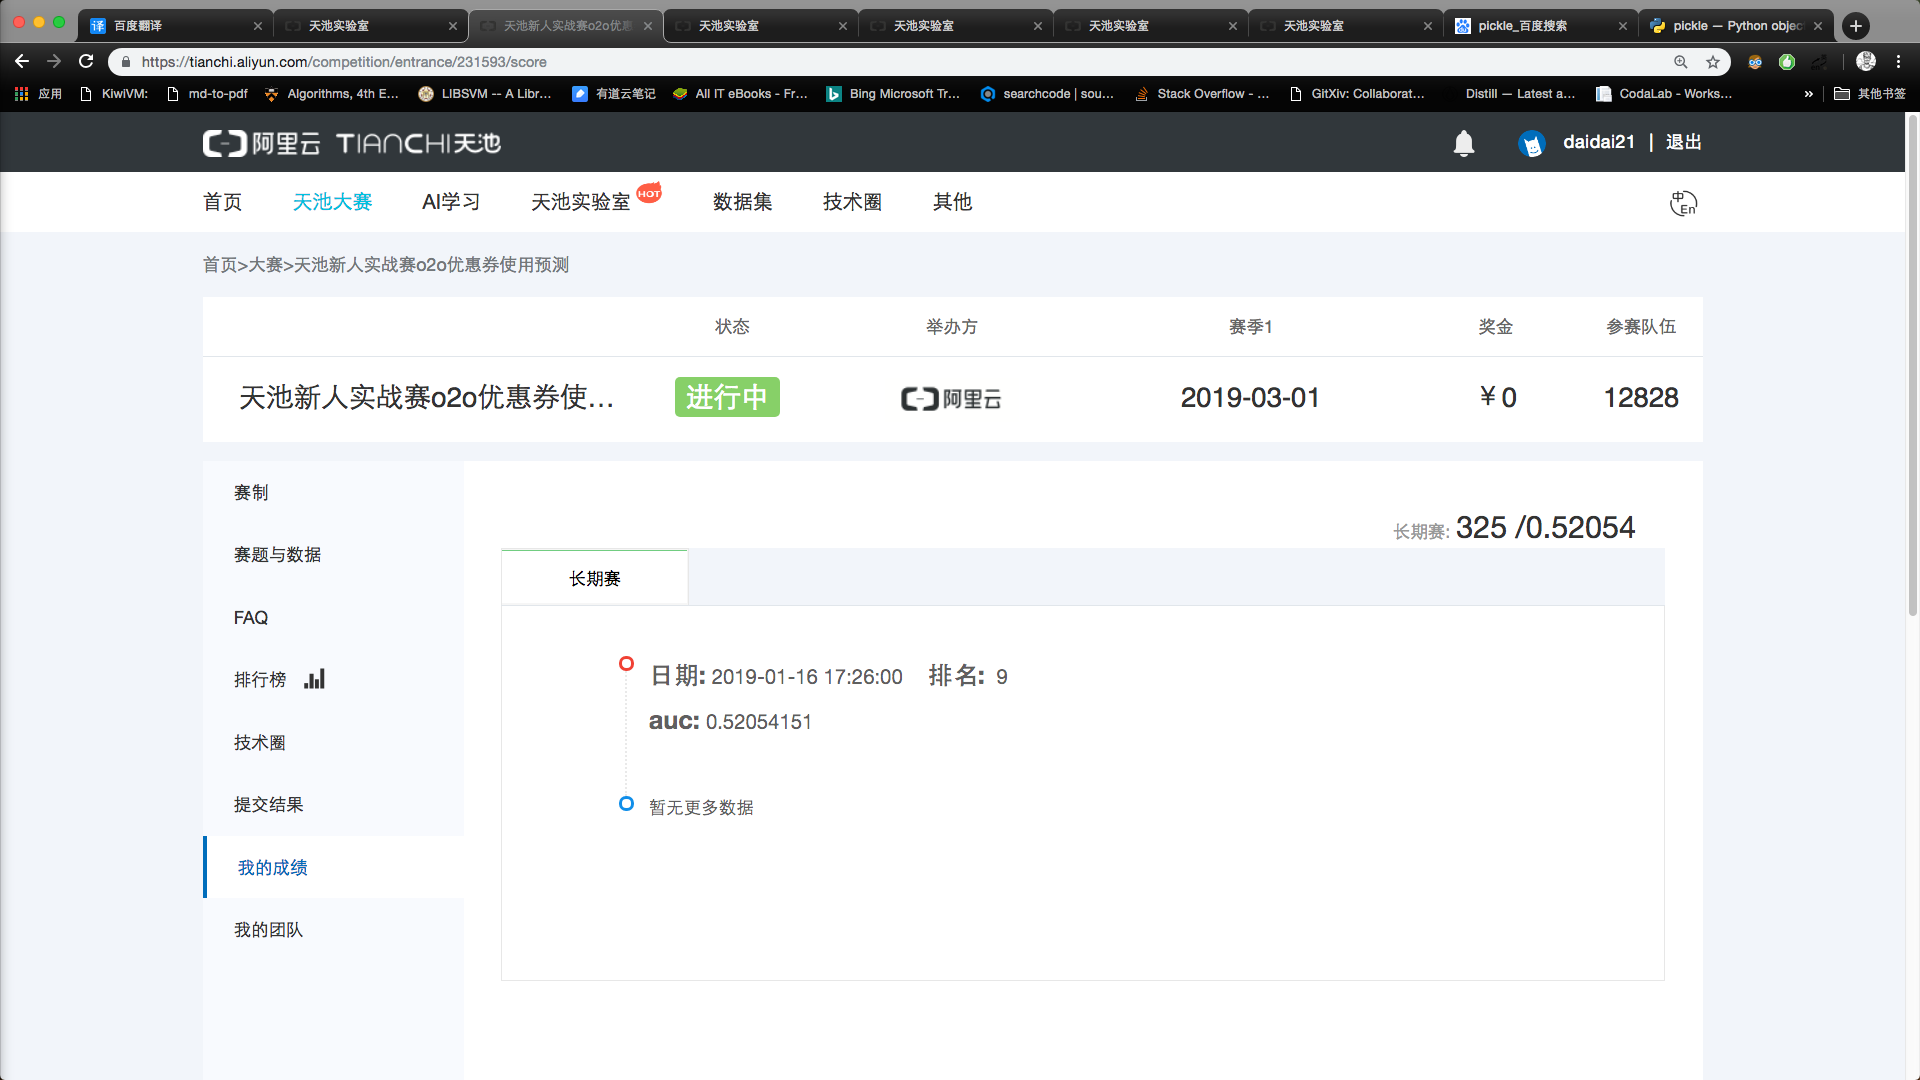 百度翻译
天池实验室
天池新人实战赛o2o优惠
天池实验室
天池实验室
天池实验室
天池实验室
pickle_百度搜索
pickle — Python objec
https://tianchi.aliyun.com/competition/entrance/231593/score
应用
KiwiVM:
md-to-pdf
Algorithms, 4th E...
LIBSVM -- A Libr...
有道云笔记
All IT eBooks - Fr...
Bing Microsoft Tr...
searchcode | sou...
Stack Overflow - ...
GitXiv: Collaborat...
Distill — Latest a...
CodaLab - Works...
»
其他书签
阿里云 TIANCHI天池
daidai21 | 退出
首页
天池大赛
AI学习
天池实验室
HOT
数据集
技术圈
其他
中
En
首页>大赛>天池新人实战赛o2o优惠券使用预测
状态
举办方
赛季1
奖金
参赛队伍
天池新人实战赛o2o优惠券使...
进行中
阿里云
2019-03-01
￥0
12828
赛制
赛题与数据
FAQ
排行榜
技术圈
提交结果
我的成绩
我的团队
长期赛: 325 /0.52054
长期赛
日期: 2019-01-16 17:26:00 排名: 9
auc: 0.52054151
暂无更多数据